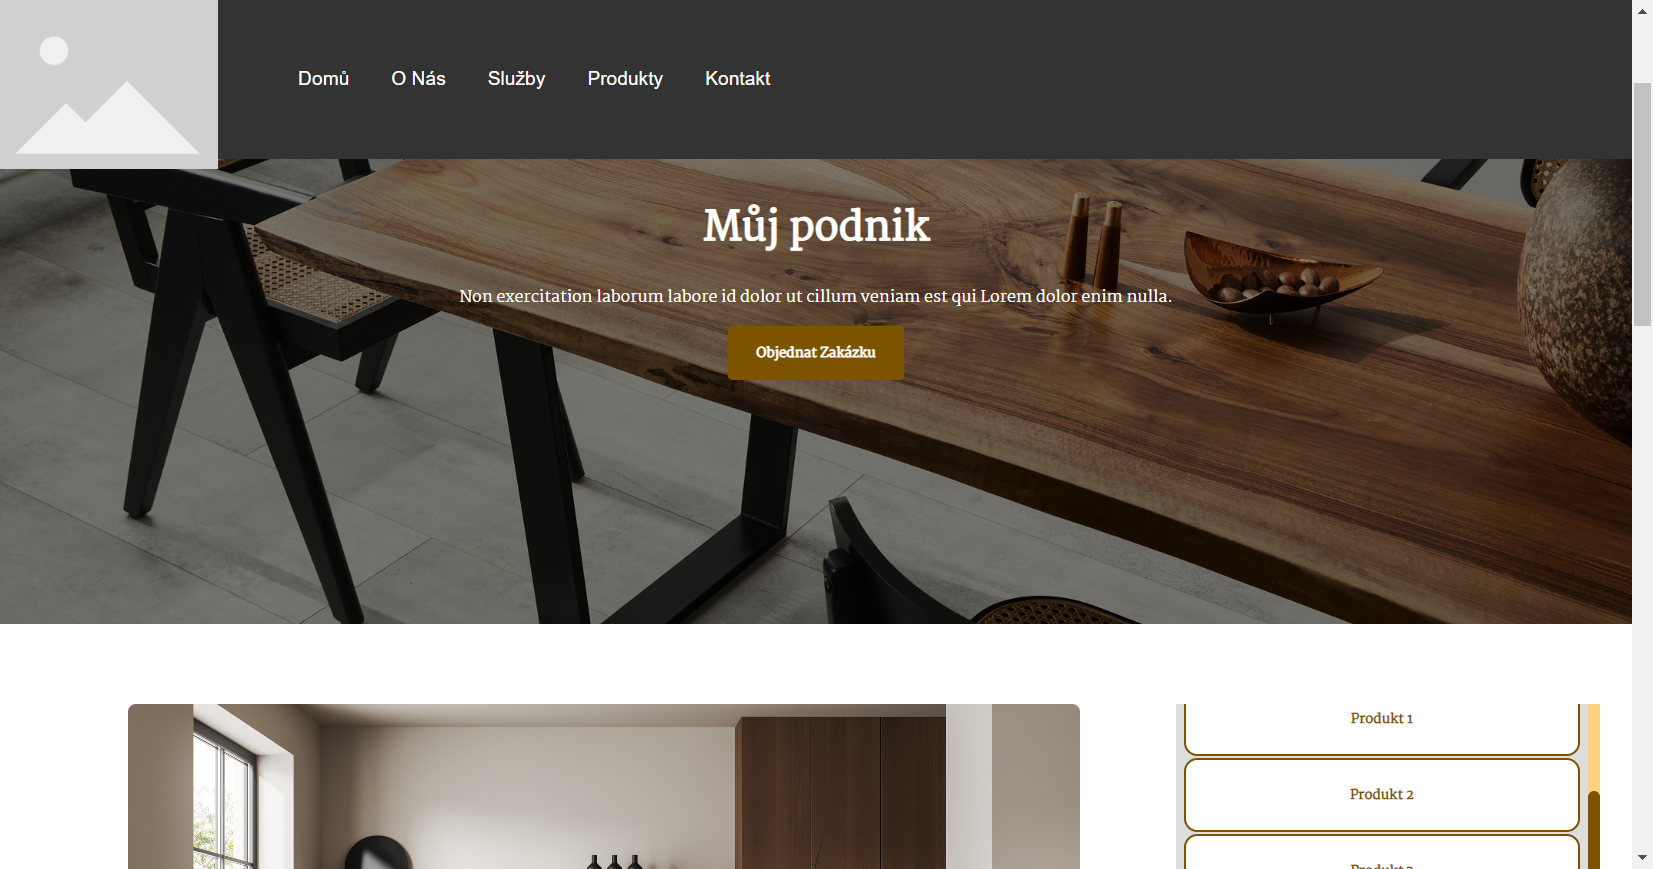 Domů O Nás Služby Produkty Kontakt
Můj podnik
Non exercitation laborum labore id dolor ut cillum veniam est qui Lorem dolor enim nulla.
Objednat Zakázku
Produkt 1
Produkt 2